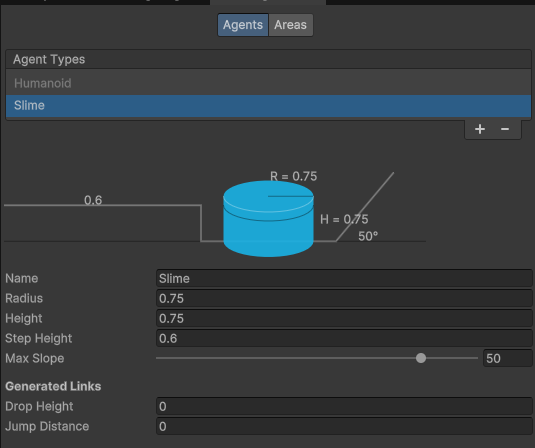 Agents Areas
Agent Types
Humanoid
Slime
+ −
R = 0.75
0.6
H = 0.75
50°
Name Slime
Radius 0.75
Height 0.75
Step Height 0.6
Max Slope 50
Generated Links
Drop Height 0
Jump Distance 0